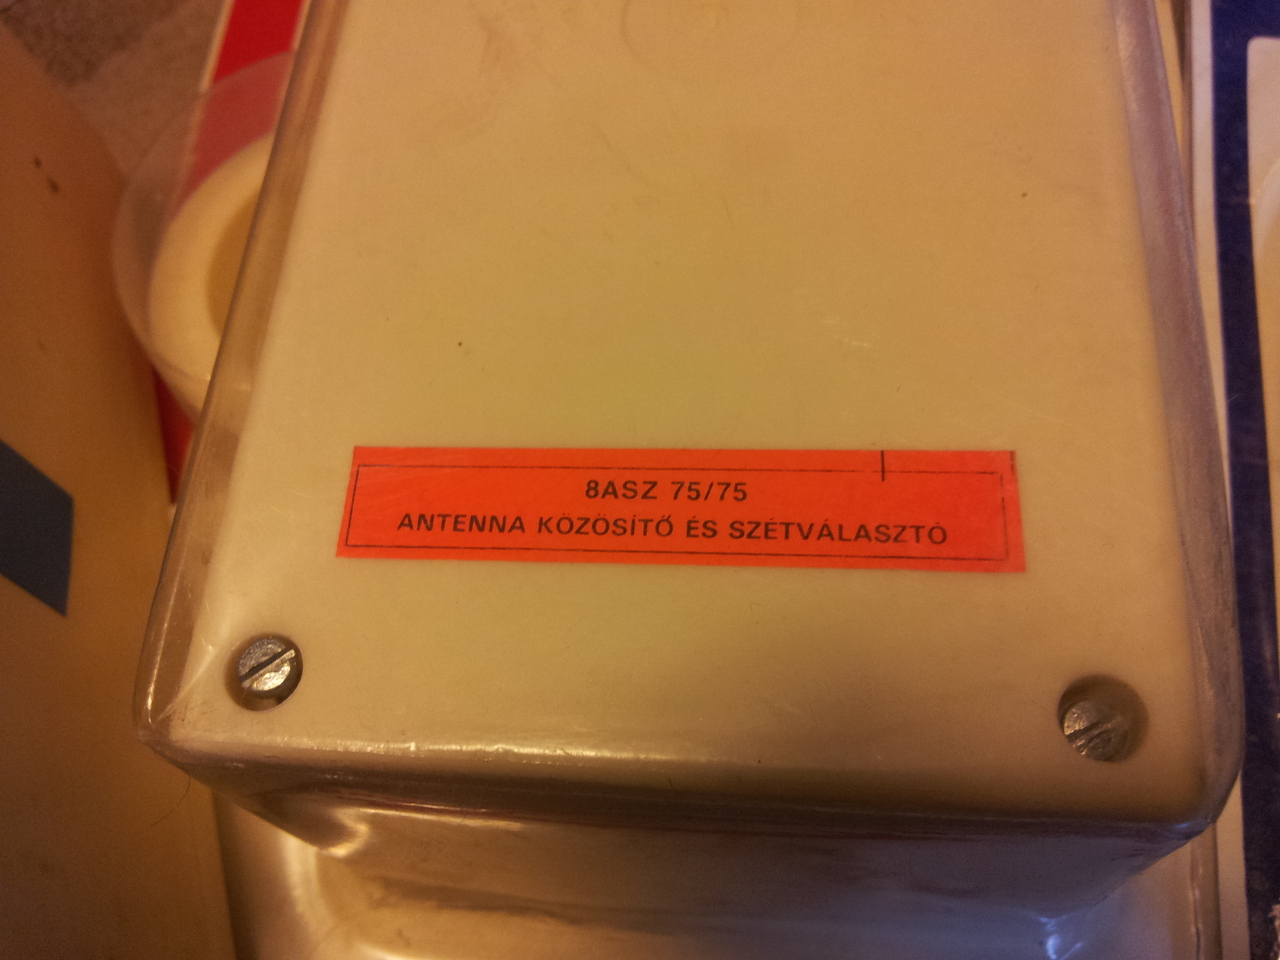 8ASZ 75/75
ANTENNA KÖZÖSÍTŐ ÉS SZÉTVÁLASZTÓ